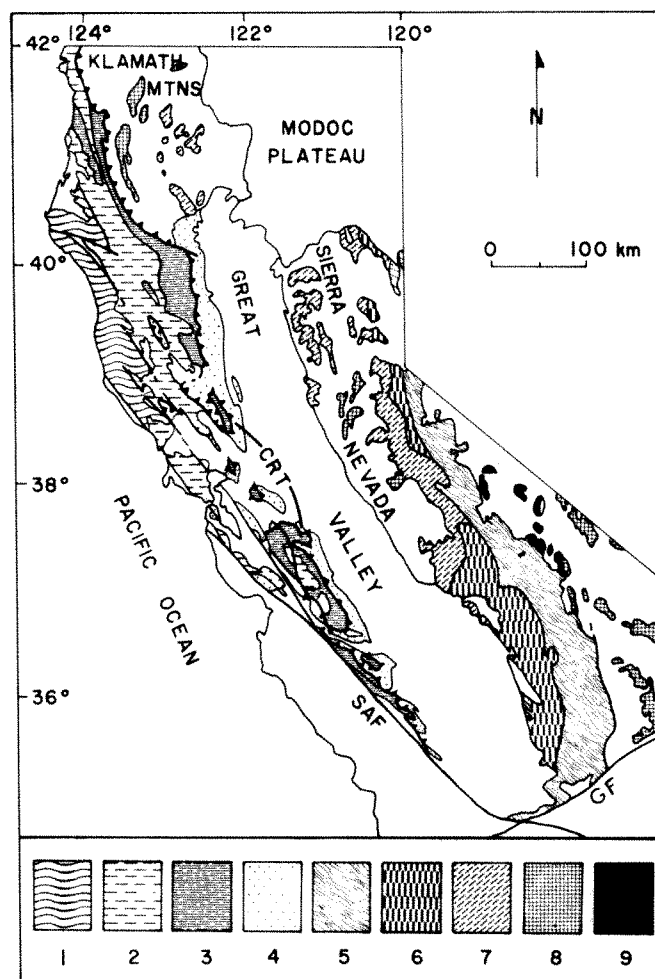 124° 122° 120°
42°
KLAMATH
MTNS
MODOC
PLATEAU
N
0 100 km
40°
GREAT
VALLEY
SIERRA
NEVADA
38°
CRT
PACIFIC
OCEAN
36°
SAF
GF
1 2 3 4 5 6 7 8 9